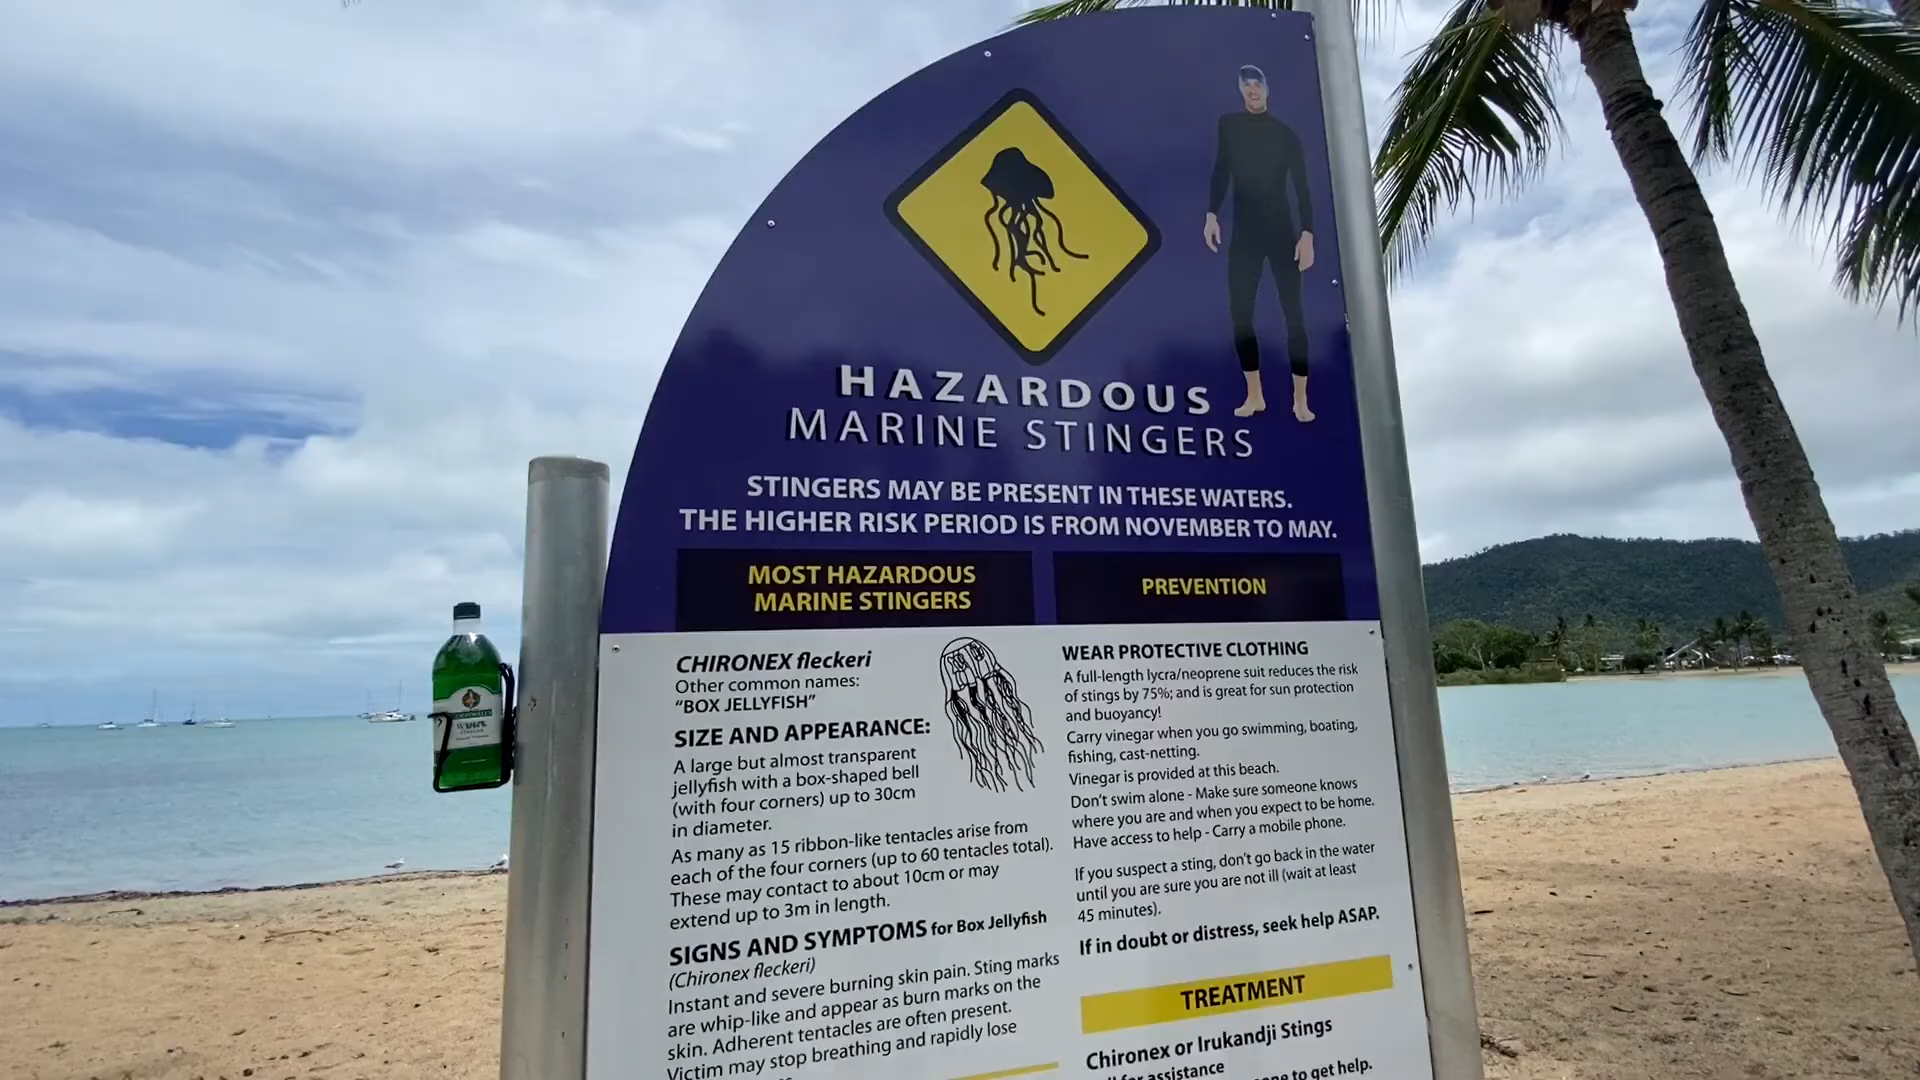 HAZARDOUS
MARINE STINGERS
STINGERS MAY BE PRESENT IN THESE WATERS.
THE HIGHER RISK PERIOD IS FROM NOVEMBER TO MAY.
MOST HAZARDOUS
MARINE STINGERS
CHIRONEX fleckeri
Other common names:
"BOX JELLYFISH"
SIZE AND APPEARANCE:
A large but almost transparent
jellyfish with a box-shaped bell
(with four corners) up to 30cm
in diameter.
As many as 15 ribbon-like tentacles arise from
each of the four corners (up to 60 tentacles total).
These may contact to about 10cm or may
extend up to 3m in length.
SIGNS AND SYMPTOMS for Box Jellyfish
(Chironex fleckeri)
Instant and severe burning skin pain. Sting marks
are whip-like and appear as burn marks on the
skin. Adherent tentacles are often present.
Victim may stop breathing and rapidly lose
PREVENTION
WEAR PROTECTIVE CLOTHING
A full-length lycra/neoprene suit reduces the risk
of stings by 75%; and is great for sun protection
and buoyancy!
Carry vinegar when you go swimming, boating,
fishing, cast-netting.
Vinegar is provided at this beach.
Don't swim alone - Make sure someone knows
where you are and when you expect to be home.
Have access to help - Carry a mobile phone.
If you suspect a sting, don't go back in the water
until you are sure you are not ill (wait at least
45 minutes).
If in doubt or distress, seek help ASAP.
TREATMENT
Chironex or Irukandji Stings
for assistance
to get help.